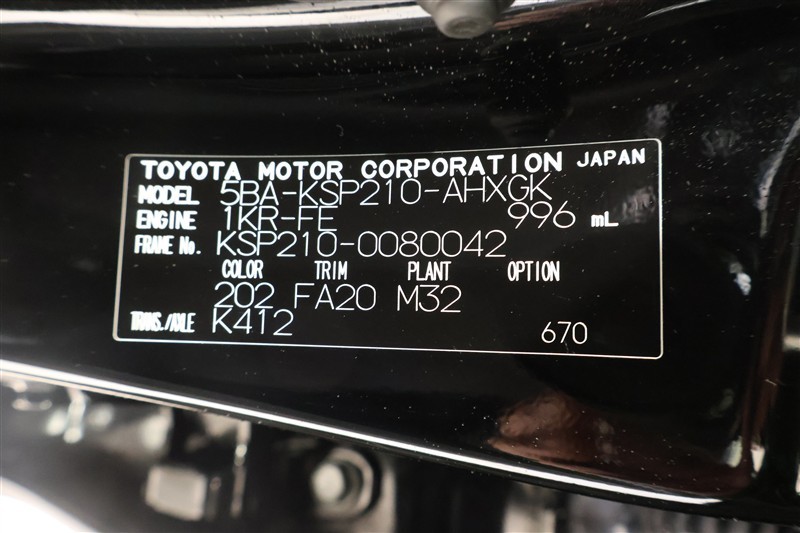 TOYOTA MOTOR CORPORATION JAPAN
MODEL 5BA-KSP210-AHXGK
ENGINE 1KR-FE 996 mL
FRAME No. KSP210-0080042
COLOR TRIM PLANT OPTION
202 FA20 M32
TRANS./AXLE K412 670